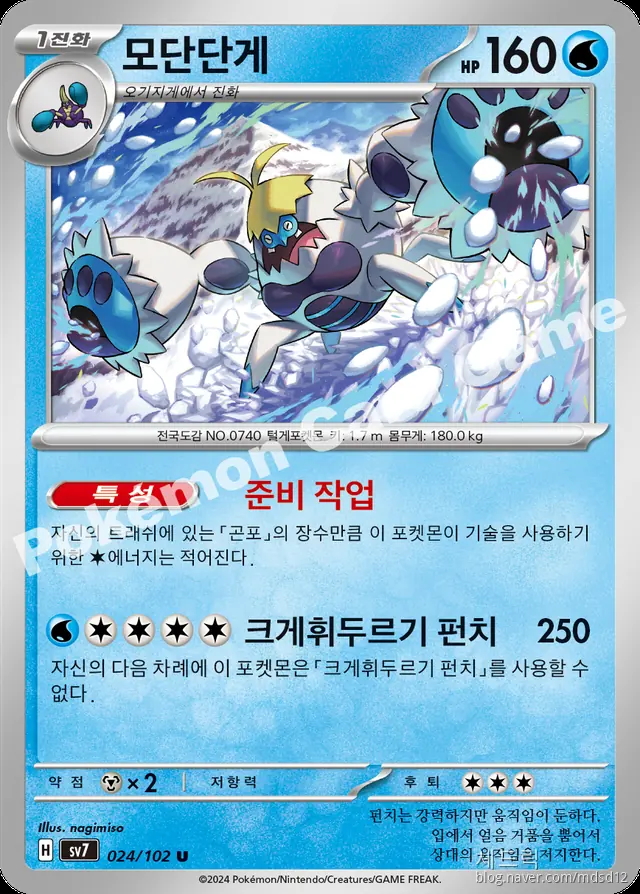 1진화
모단단게
HP 160
오기지게에서 진화
전국도감 NO.0740 털게포켓몬 키: 1.7 m 몸무게: 180.0 kg
특성 준비 작업
자신의 트래쉬에 있는 「곤포」의 장수만큼 이 포켓몬이 기술을 사용하기
위한 에너지는 적어진다.
크게휘두르기 펀치 250
자신의 다음 차례에 이 포켓몬은 「크게휘두르기 펀치」를 사용할 수
없다.
약점 ×2 저항력 후퇴
펀치는 강력하지만 움직임이 둔하다.
입에서 얼음 거품을 뿜어서
상대의 움직임을 저지한다.
Illus. nagimiso
H sv7 024/102 U
©2024 Pokémon/Nintendo/Creatures/GAME FREAK.
Pokémon Card Game
blog.naver.com/mdsd12